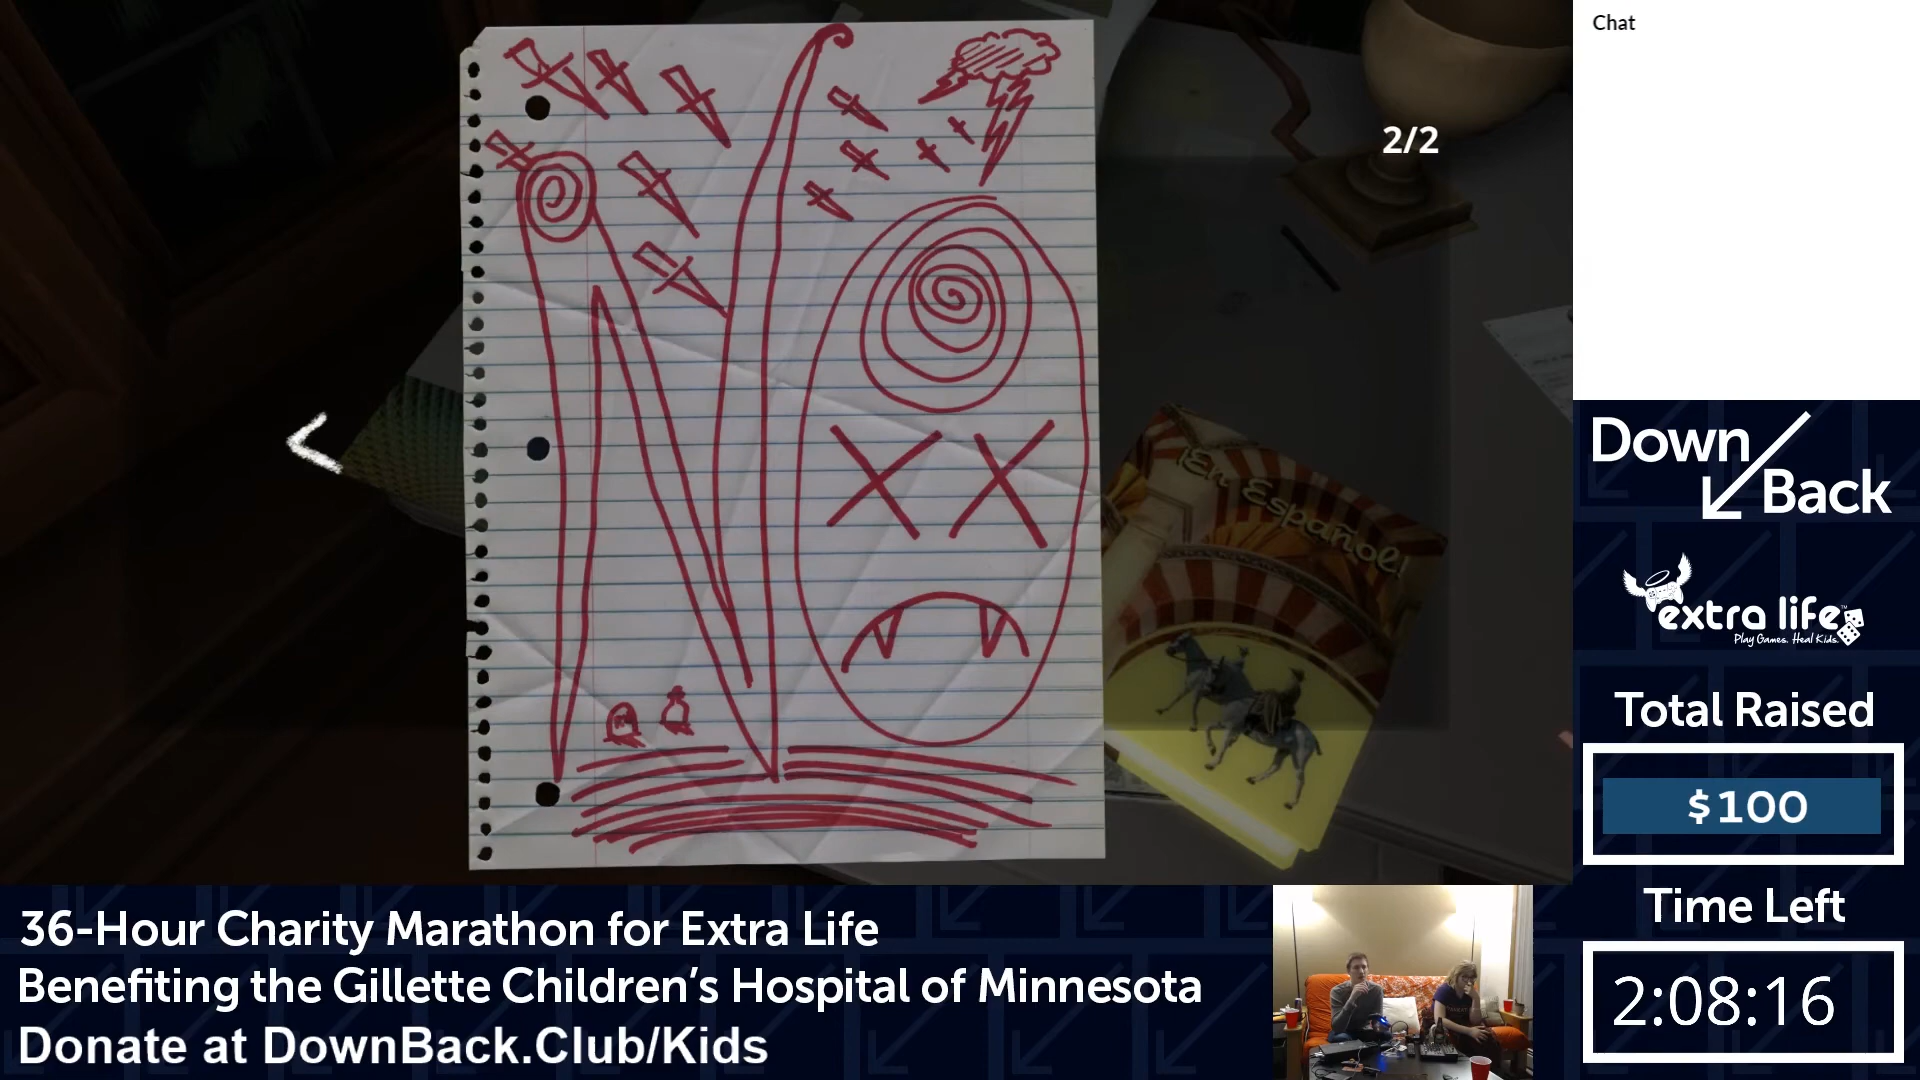 Chat
2/2
¡En Español!
Down
Back
extra life
Play Games. Heal Kids.
Total Raised
$100
Time Left
2:08:16
36-Hour Charity Marathon for Extra Life
Benefiting the Gillette Children’s Hospital of Minnesota
Donate at DownBack.Club/Kids